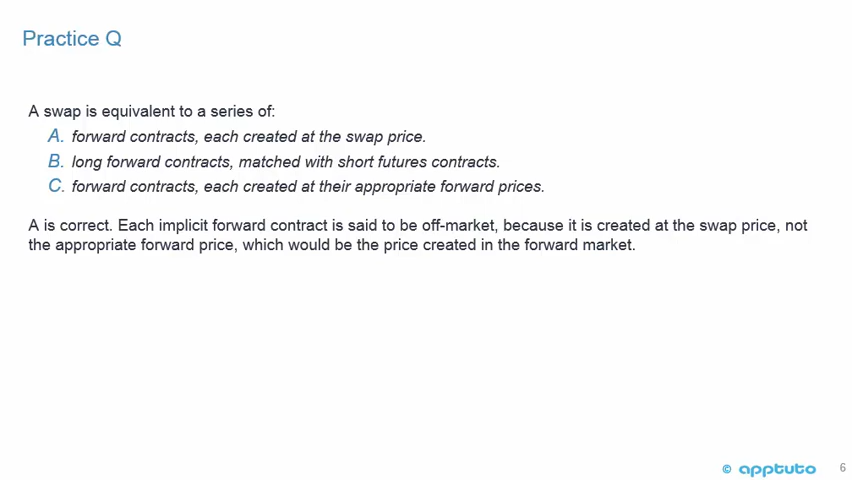 Practice Q
A swap is equivalent to a series of:
A. forward contracts, each created at the swap price.
B. long forward contracts, matched with short futures contracts.
C. forward contracts, each created at their appropriate forward prices.
A is correct. Each implicit forward contract is said to be off-market, because it is created at the swap price, not
the appropriate forward price, which would be the price created in the forward market.
© apptuto 6